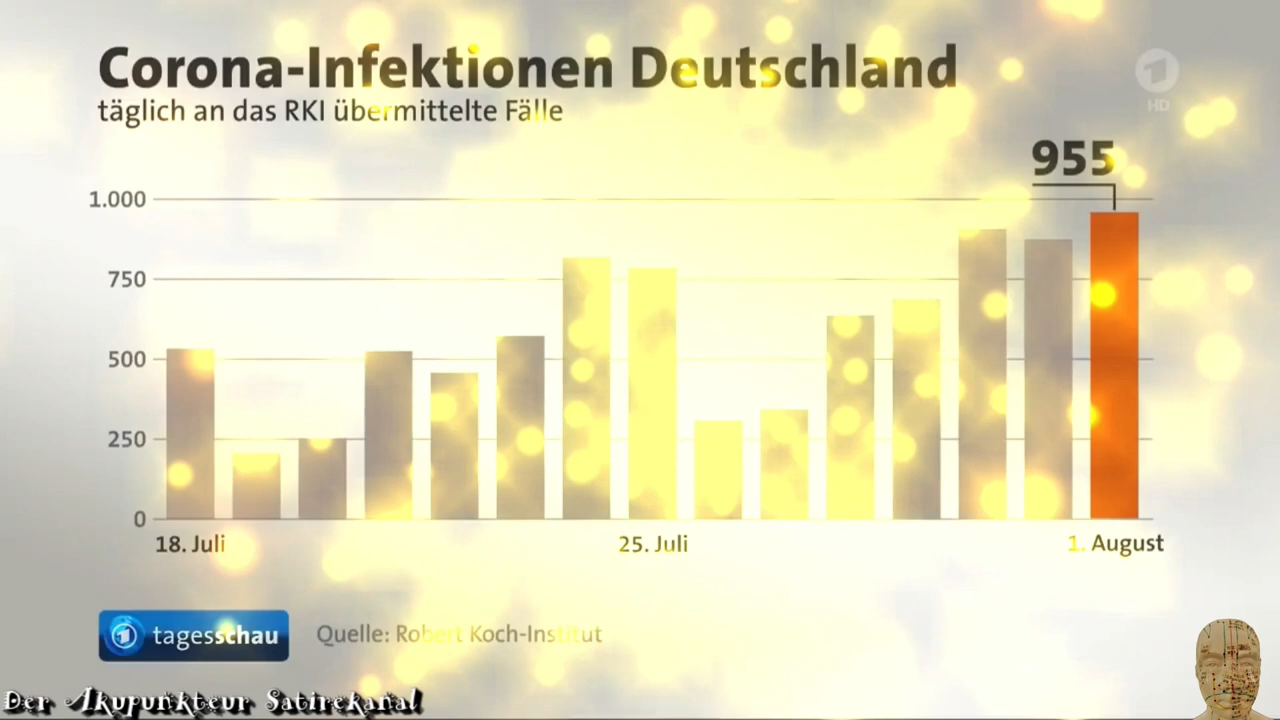 Corona-Infektionen Deutschland
täglich an das RKI übermittelte Fälle
HD
955
1.000
750
500
250
0
18. Juli
25. Juli
1. August
tagesschau
Quelle: Robert Koch-Institut
Der Akupunkteur Satirekanal